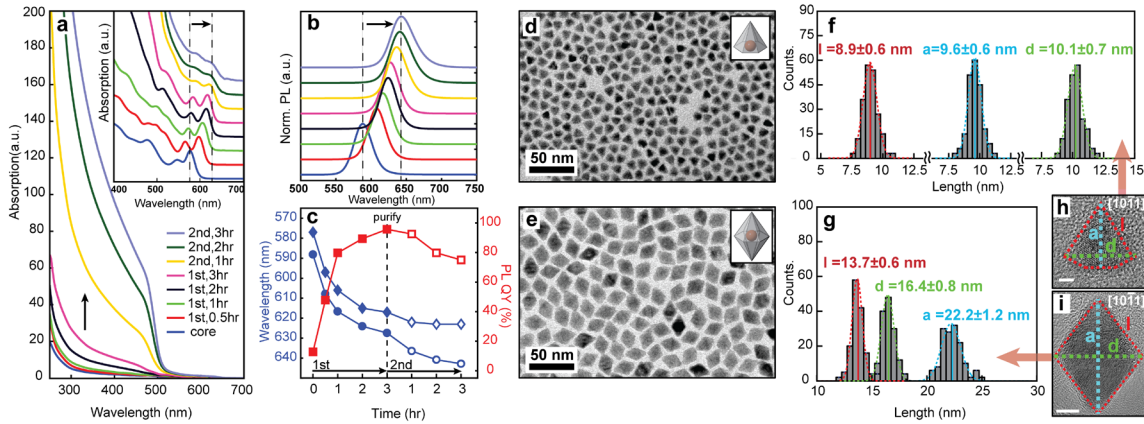 a
200
180
160
140
120
100
80
60
40
20
0
Absorption(a.u.)
300 400 500 600 700
Wavelength (nm)
2nd,3hr
2nd,2hr
2nd,1hr
1st,3hr
1st,2hr
1st,1hr
1st,0.5hr
core
Absorption (a.u.)
400 500 600 700
Wavelength (nm)
b
Norm. PL (a.u.)
500 550 600 650 700 750
Wavelength (nm)
c
purify
570
580
590
600
610
620
630
640
Wavelength (nm)
100
80
60
40
20
0
PL QY (%)
1st 2nd
0 1 2 3 1 2 3
Time (hr)
d
50 nm
e
50 nm
f
l =8.9±0.6 nm a=9.6±0.6 nm d =10.1±0.7 nm
90
75
60
45
30
15
0
Counts.
5 7.5 10 12.5 7.5 10 12.5 7.5 10 12.5 15
Length (nm)
g
l =13.7±0.6 nm
d =16.4±0.8 nm
a =22.2±1.2 nm
100
80
60
40
20
0
Counts.
10 15 20 25 30
Length (nm)
h
[1011]
a
l
d
i
[1011]
a
l
d